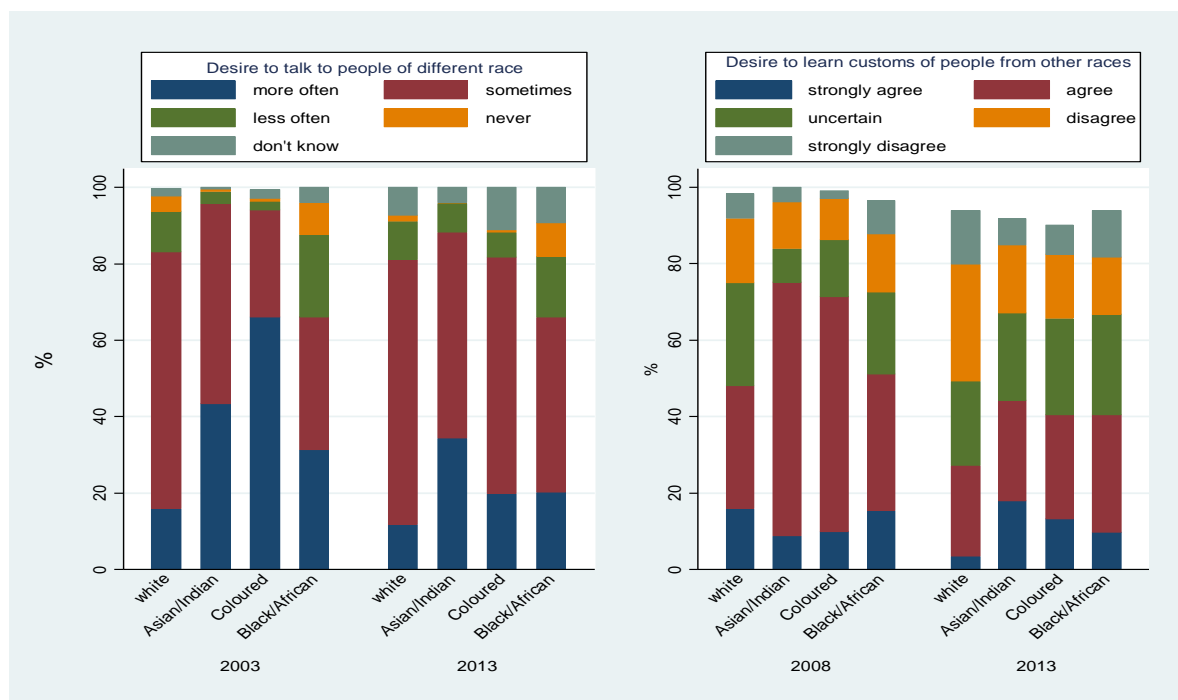 Desire to talk to people of different race
more often
sometimes
less often
never
don't know
%
100
80
60
40
20
0
white
Asian/Indian
Coloured
Black/African
white
Asian/Indian
Coloured
Black/African
2003
2013
Desire to learn customs of people from other races
strongly agree
agree
uncertain
disagree
strongly disagree
%
100
80
60
40
20
0
white
Asian/Indian
Coloured
Black/African
white
Asian/Indian
Coloured
Black/African
2008
2013